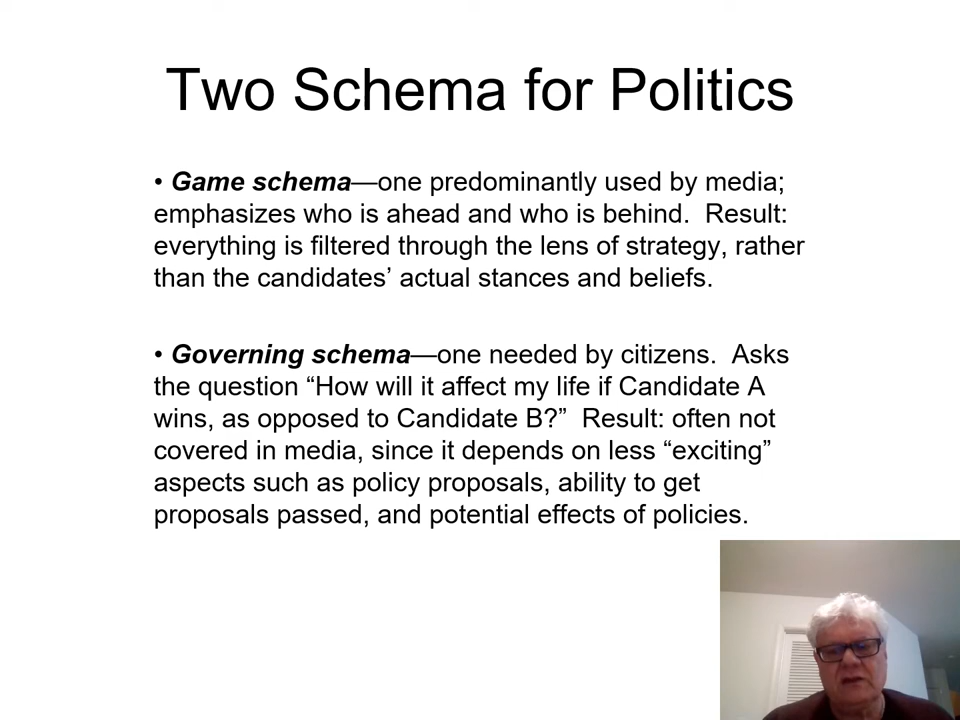 Two Schema for Politics
• Game schema—one predominantly used by media;
emphasizes who is ahead and who is behind.  Result:
everything is filtered through the lens of strategy, rather
than the candidates’ actual stances and beliefs.
• Governing schema—one needed by citizens.  Asks
the question “How will it affect my life if Candidate A
wins, as opposed to Candidate B?”  Result: often not
covered in media, since it depends on less “exciting”
aspects such as policy proposals, ability to get
proposals passed, and potential effects of policies.